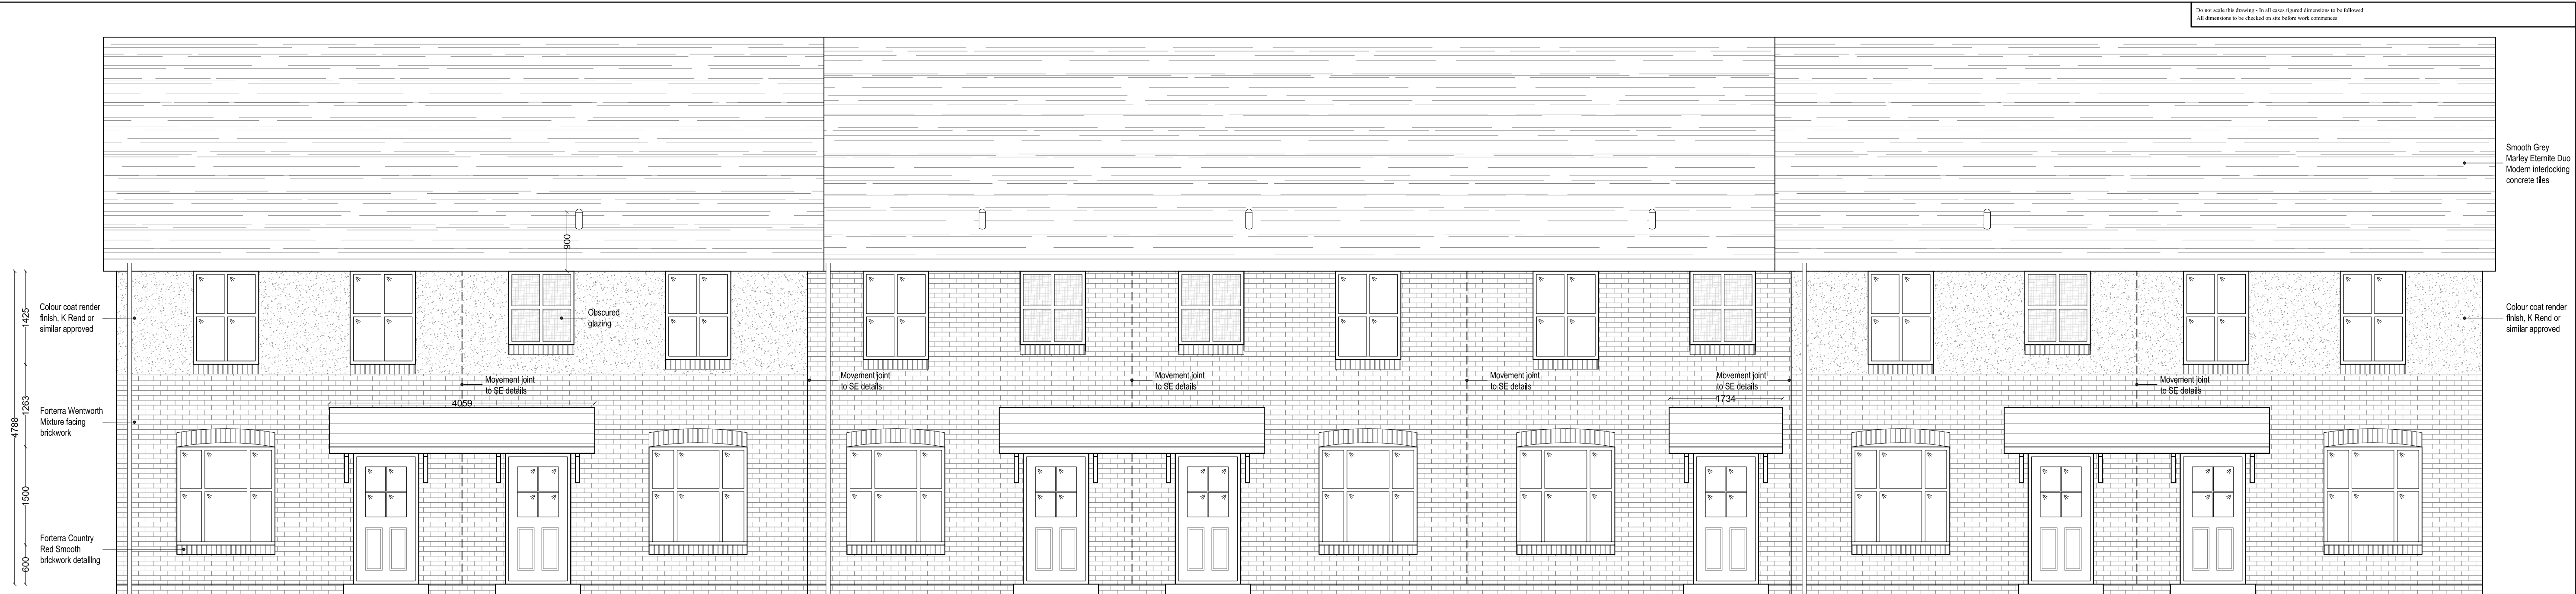 Do not scale this drawing - In all cases figured dimensions to be followed
All dimensions to be checked on site before work commences
Smooth Grey
Marley Eternite Duo
Modern interlocking
concrete tiles
900
Colour coat render
finish, K Rend or
similar approved
Obscured
glazing
Colour coat render
finish, K Rend or
similar approved
1425
Movement joint
to SE details
Movement joint
to SE details
Movement joint
to SE details
Movement joint
to SE details
Movement joint
to SE details
Movement joint
to SE details
4059
1734
1263
4788
Forterra Wentworth
Mixture facing
brickwork
1500
Forterra Country
Red Smooth
brickwork detailing
600